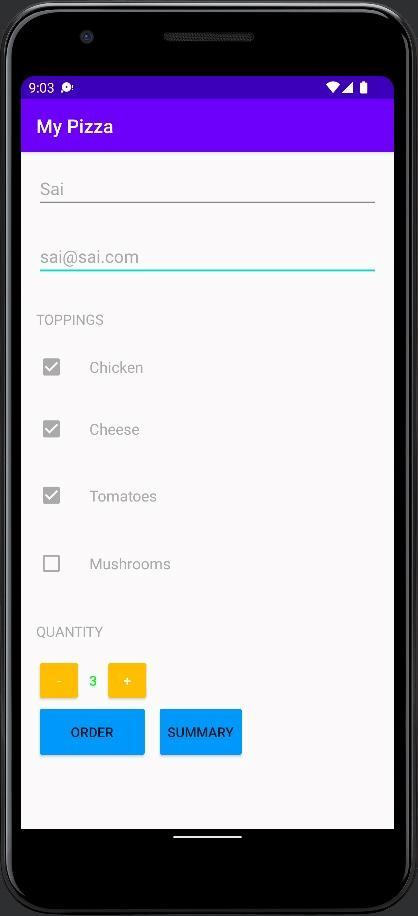 9:03
My Pizza
Sai
sai@sai.com
TOPPINGS
Chicken
Cheese
Tomatoes
Mushrooms
QUANTITY
- 3 +
ORDER SUMMARY